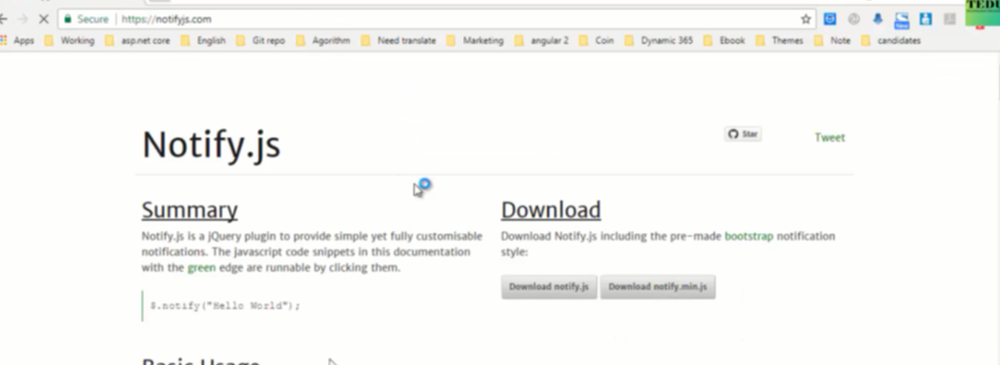 TEDU
Secure https://notifyjs.com
New
Apps Working asp.net core English Git repo Agorithm Need translate Marketing angular 2 Coin Dynamic 365 Ebook Themes Note candidates
Notify.js
Star Tweet
Summary
Notify.js is a jQuery plugin to provide simple yet fully customisable
notifications. The javascript code snippets in this documentation
with the green edge are runnable by clicking them.
$.notify("Hello World");
Download
Download Notify.js including the pre-made bootstrap notification
style:
Download notify.js Download notify.min.js
Basic Usage